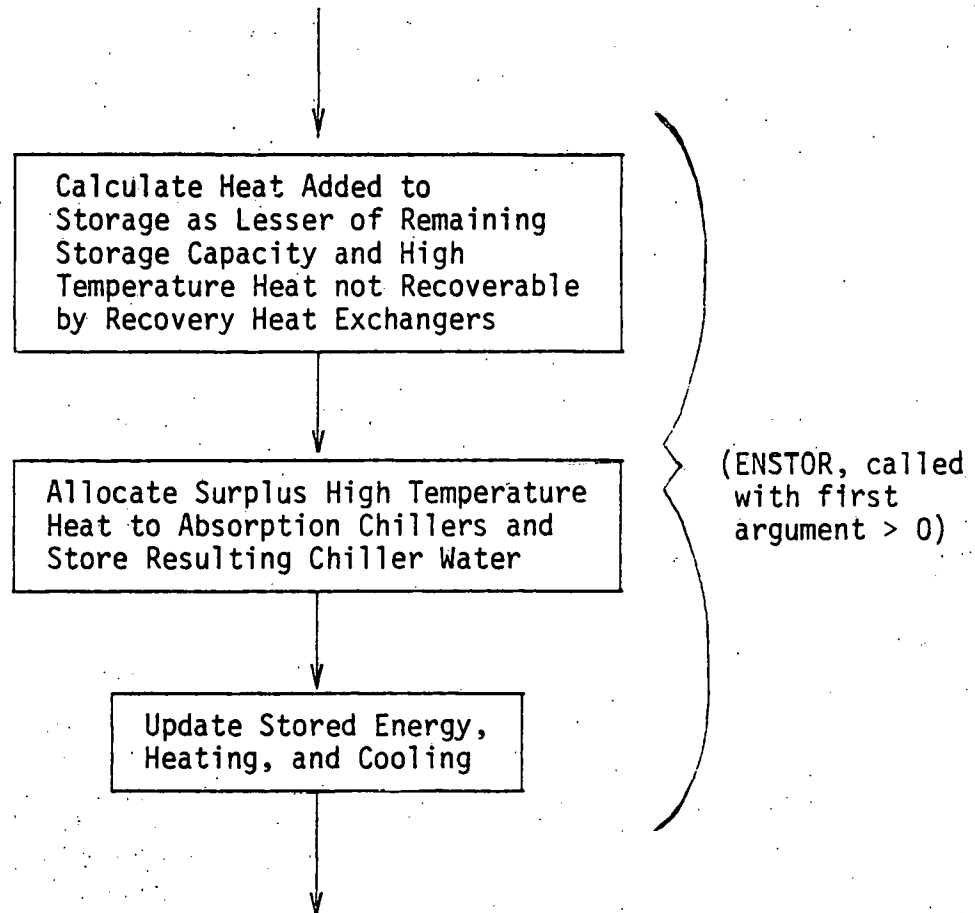 Calculate Heat Added to
Storage as Lesser of Remaining
Storage Capacity and High
Temperature Heat not Recoverable
by Recovery Heat Exchangers
Allocate Surplus High Temperature
Heat to Absorption Chillers and
Store Resulting Chiller Water
(ENSTOR, called
with first
argument > 0)
Update Stored Energy,
Heating, and Cooling